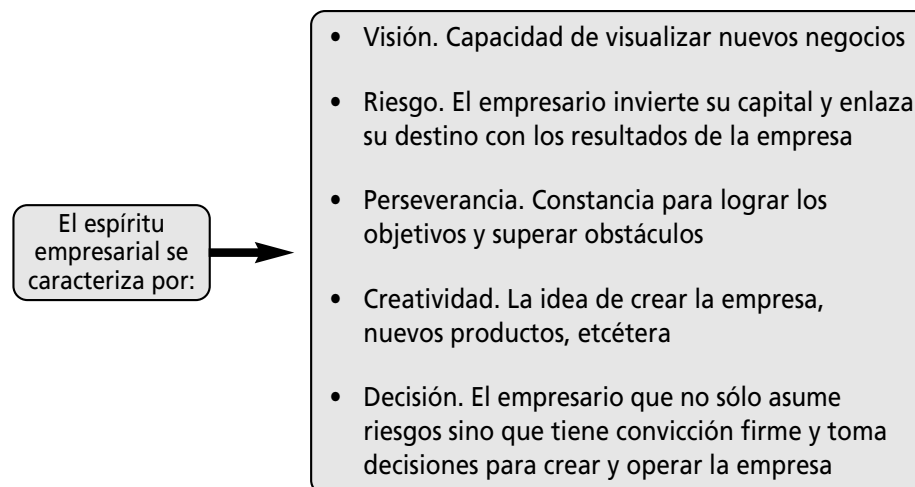 El espíritu
empresarial se
caracteriza por:
• Visión. Capacidad de visualizar nuevos negocios
• Riesgo. El empresario invierte su capital y enlaza
su destino con los resultados de la empresa
• Perseverancia. Constancia para lograr los
objetivos y superar obstáculos
• Creatividad. La idea de crear la empresa,
nuevos productos, etcétera
• Decisión. El empresario que no sólo asume
riesgos sino que tiene convicción firme y toma
decisiones para crear y operar la empresa